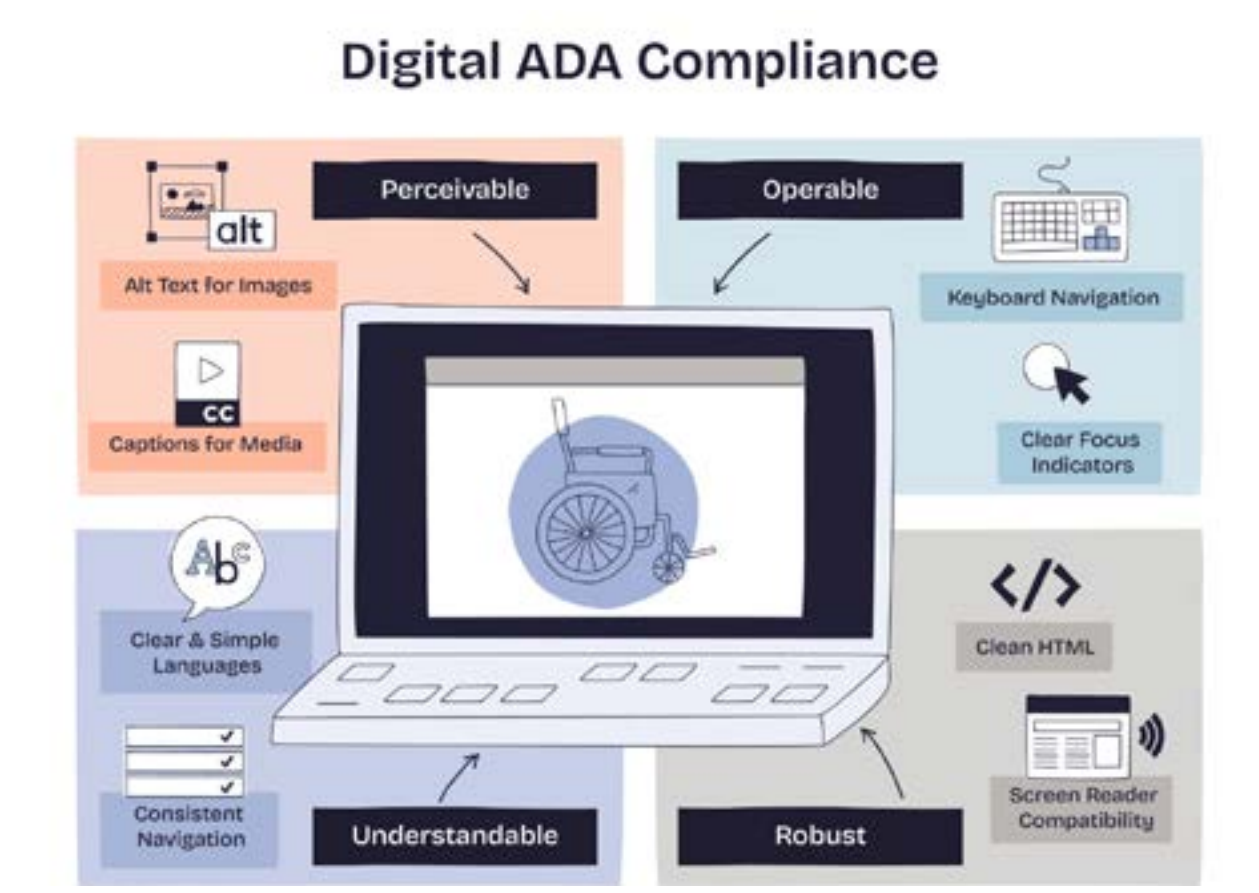 Digital ADA Compliance
Perceivable
alt
Alt Text for Images
CC
Captions for Media
Operable
Keyboard Navigation
Clear Focus
Indicators
Abc
Clear & Simple
Languages
Consistent
Navigation
Understandable
</>
Clean HTML
Screen Reader
Compatibility
Robust